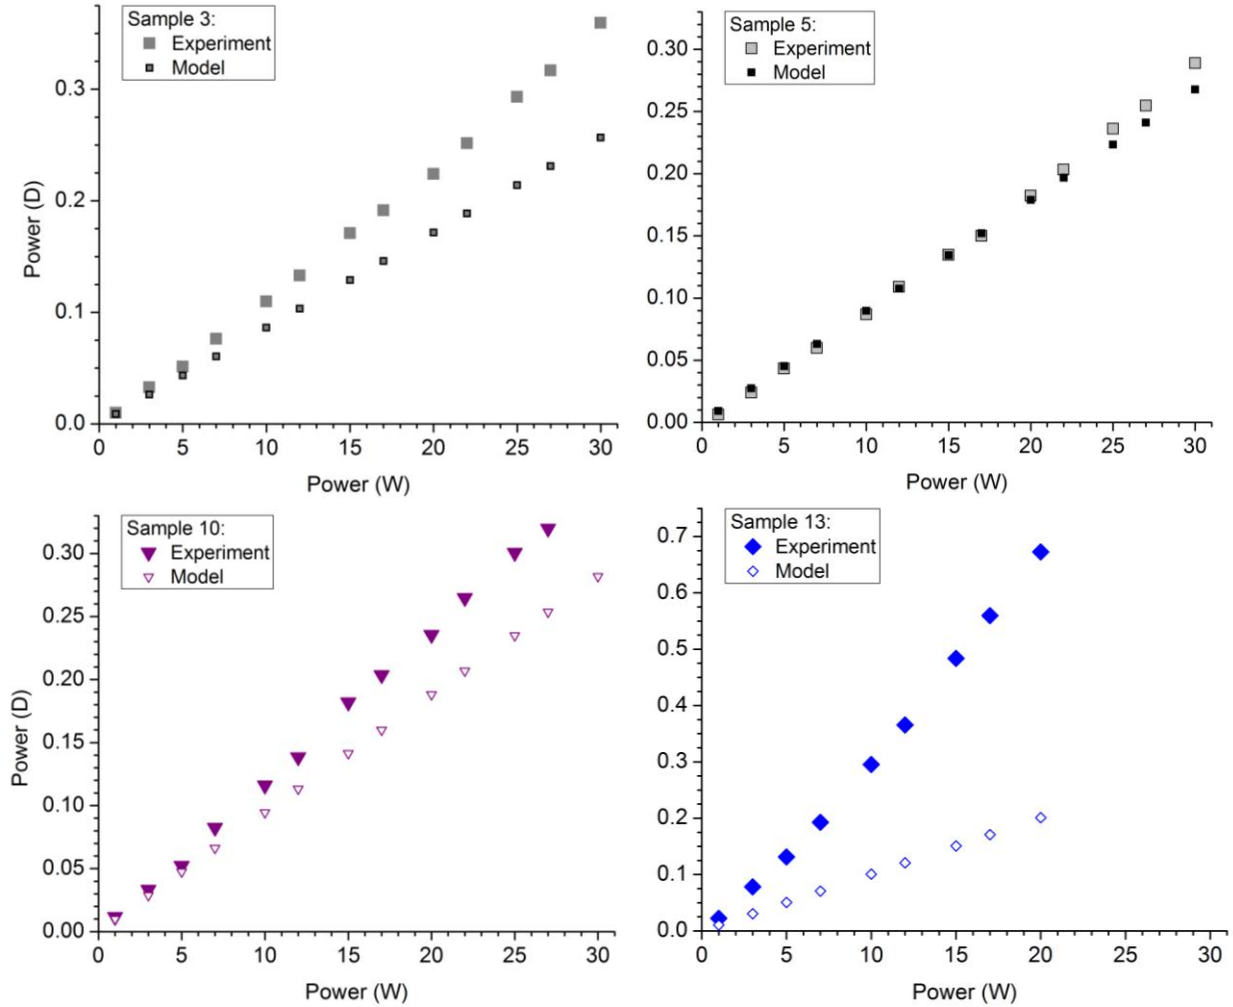 Sample 3:
Experiment
Model
0.3
0.2
0.1
0.0
Power (D)
0 5 10 15 20 25 30
Power (W)
Sample 5:
Experiment
Model
0.30
0.25
0.20
0.15
0.10
0.05
0.00
0 5 10 15 20 25 30
Power (W)
Sample 10:
Experiment
Model
0.30
0.25
0.20
0.15
0.10
0.05
0.00
Power (D)
0 5 10 15 20 25 30
Power (W)
Sample 13:
Experiment
Model
0.7
0.6
0.5
0.4
0.3
0.2
0.1
0.0
0 5 10 15 20 25 30
Power (W)